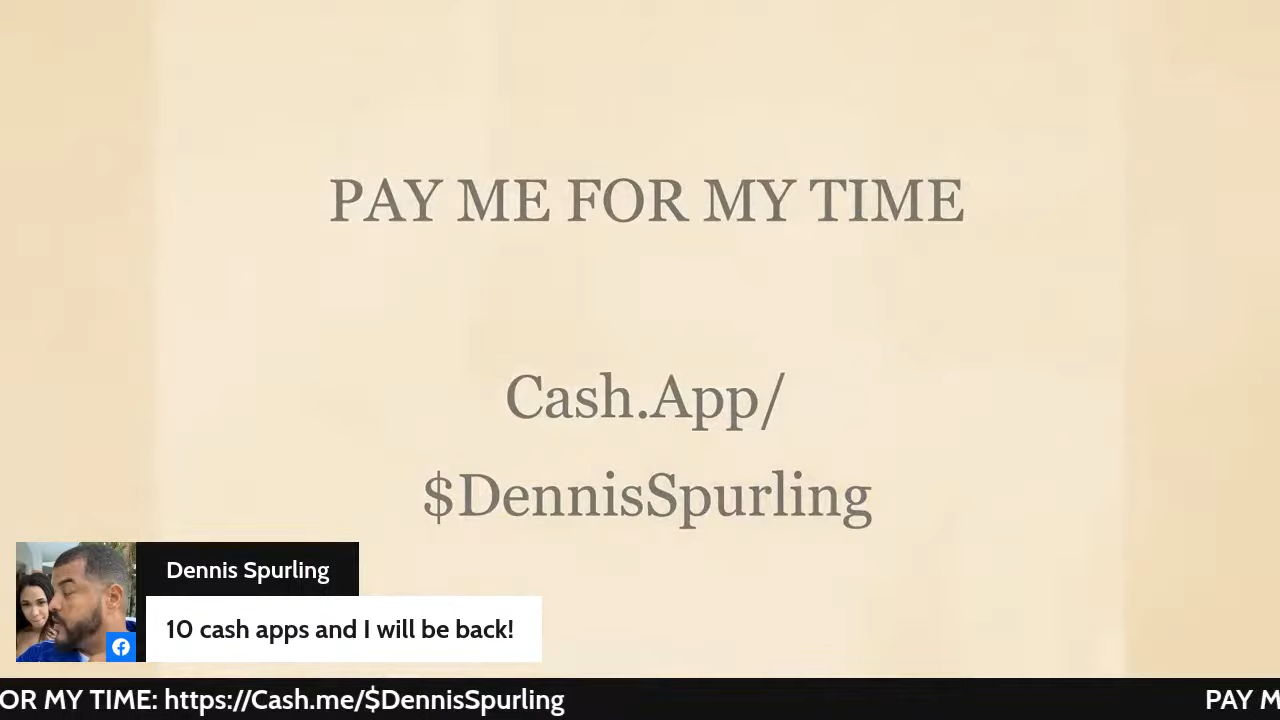 PAY ME FOR MY TIME
Cash.App/
$DennisSpurling
Dennis Spurling
10 cash apps and I will be back!
OR MY TIME: https://Cash.me/$DennisSpurling
PAY M